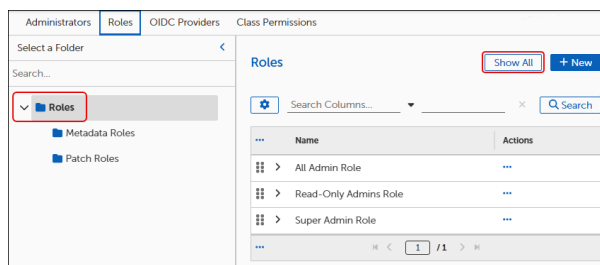 Administrators Roles OIDC Providers Class Permissions
Select a Folder
Search...
Roles
Metadata Roles
Patch Roles
Roles
Show All
+ New
Search Columns...
Search
Name Actions
All Admin Role
Read-Only Admins Role
Super Admin Role
1 / 1